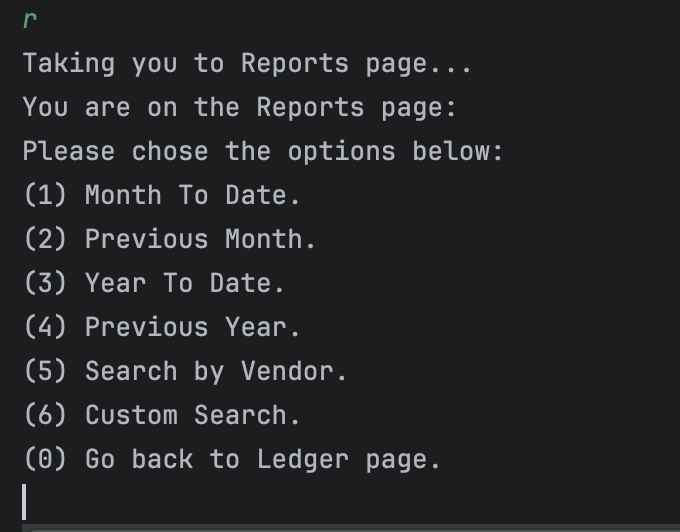 r
Taking you to Reports page...
You are on the Reports page:
Please chose the options below:
(1) Month To Date.
(2) Previous Month.
(3) Year To Date.
(4) Previous Year.
(5) Search by Vendor.
(6) Custom Search.
(0) Go back to Ledger page.